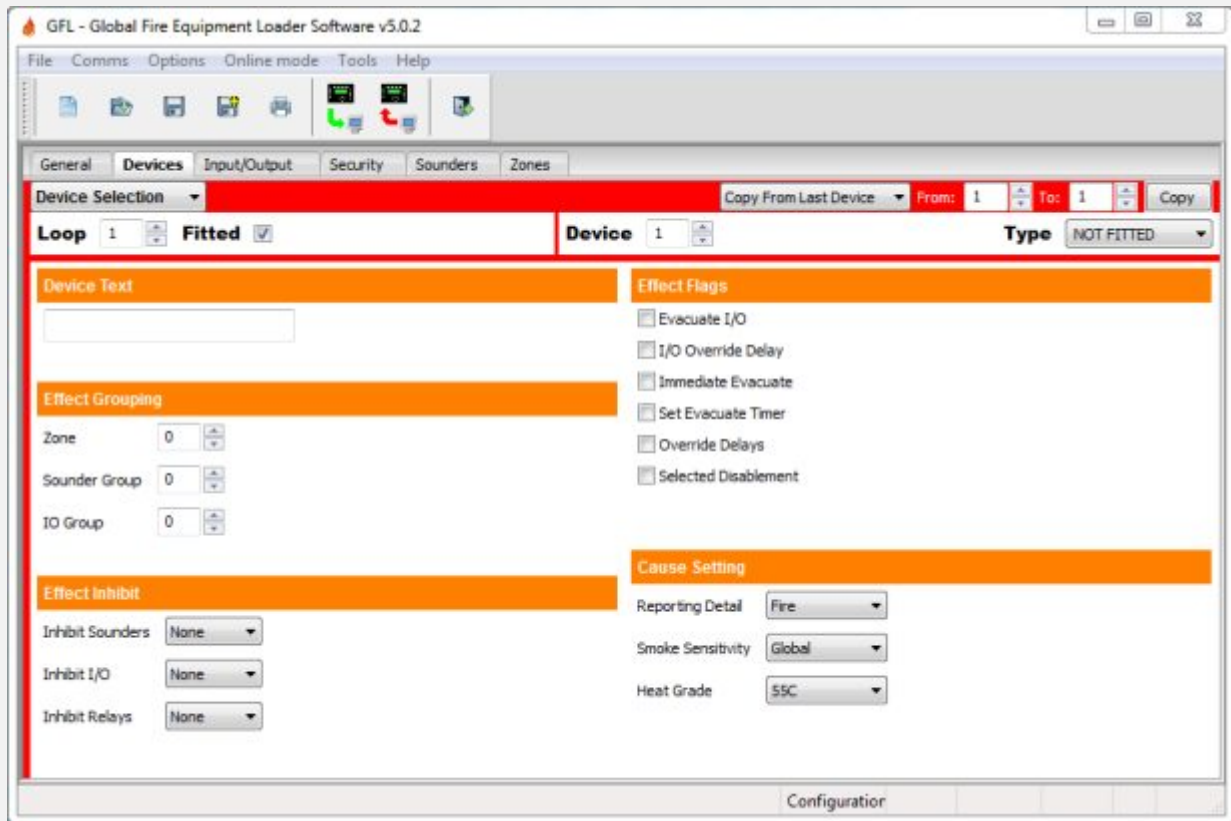 GFL - Global Fire Equipment Loader Software v5.0.2
File Comms Options Online mode Tools Help
General Devices Input/Output Security Sounders Zones
Device Selection Copy From Last Device From: 1 To: 1 Copy
Loop 1 Fitted Device 1 Type NOT FITTED
Device Text
Effect Grouping
Zone 0
Sounder Group 0
IO Group 0
Effect Inhibit
Inhibit Sounders None
Inhibit I/O None
Inhibit Relays None
Effect Flags
Evacuate I/O
I/O Override Delay
Immediate Evacuate
Set Evacuate Timer
Override Delays
Selected Disablement
Cause Setting
Reporting Detail Fire
Smoke Sensitivity Global
Heat Grade 55C
Configuratior